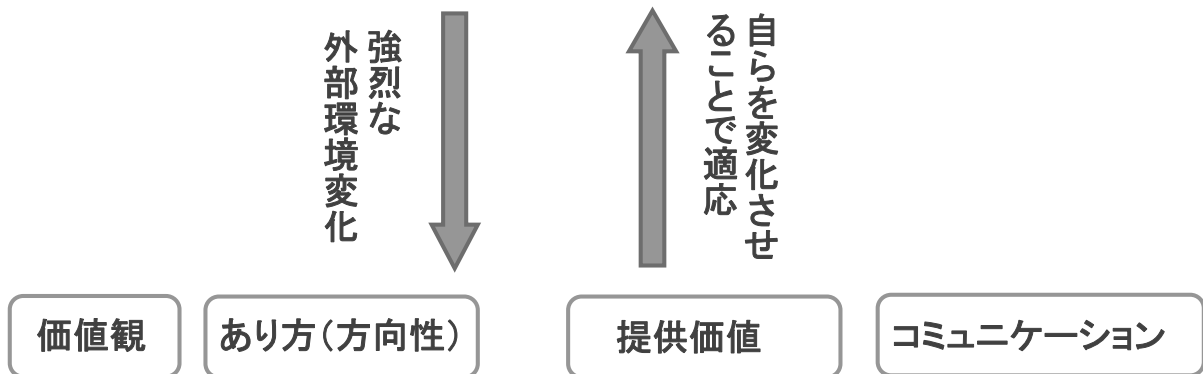 強烈な
外部環境変化
自らを変化させ
ることで適応
価値観
あり方（方向性）
提供価値
コミュニケーション